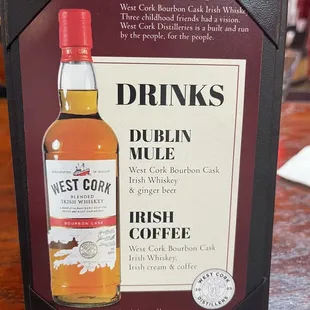 West Cork Bourbon Cask Irish Whisk
Three childhood friends had a vision.
West Cork Distilleries is a built and run
by the people, for the people.
DRINKS
DUBLIN
MULE
West Cork Bourbon Cask
Irish Whiskey
& ginger beer
IRISH
COFFEE
West Cork Bourbon Cask
Irish Whiskey,
Irish cream & coffee
WEST CORK
BLENDED
IRISH WHISKEY
BOURBON CASK
WEST CORK
DISTILLERS